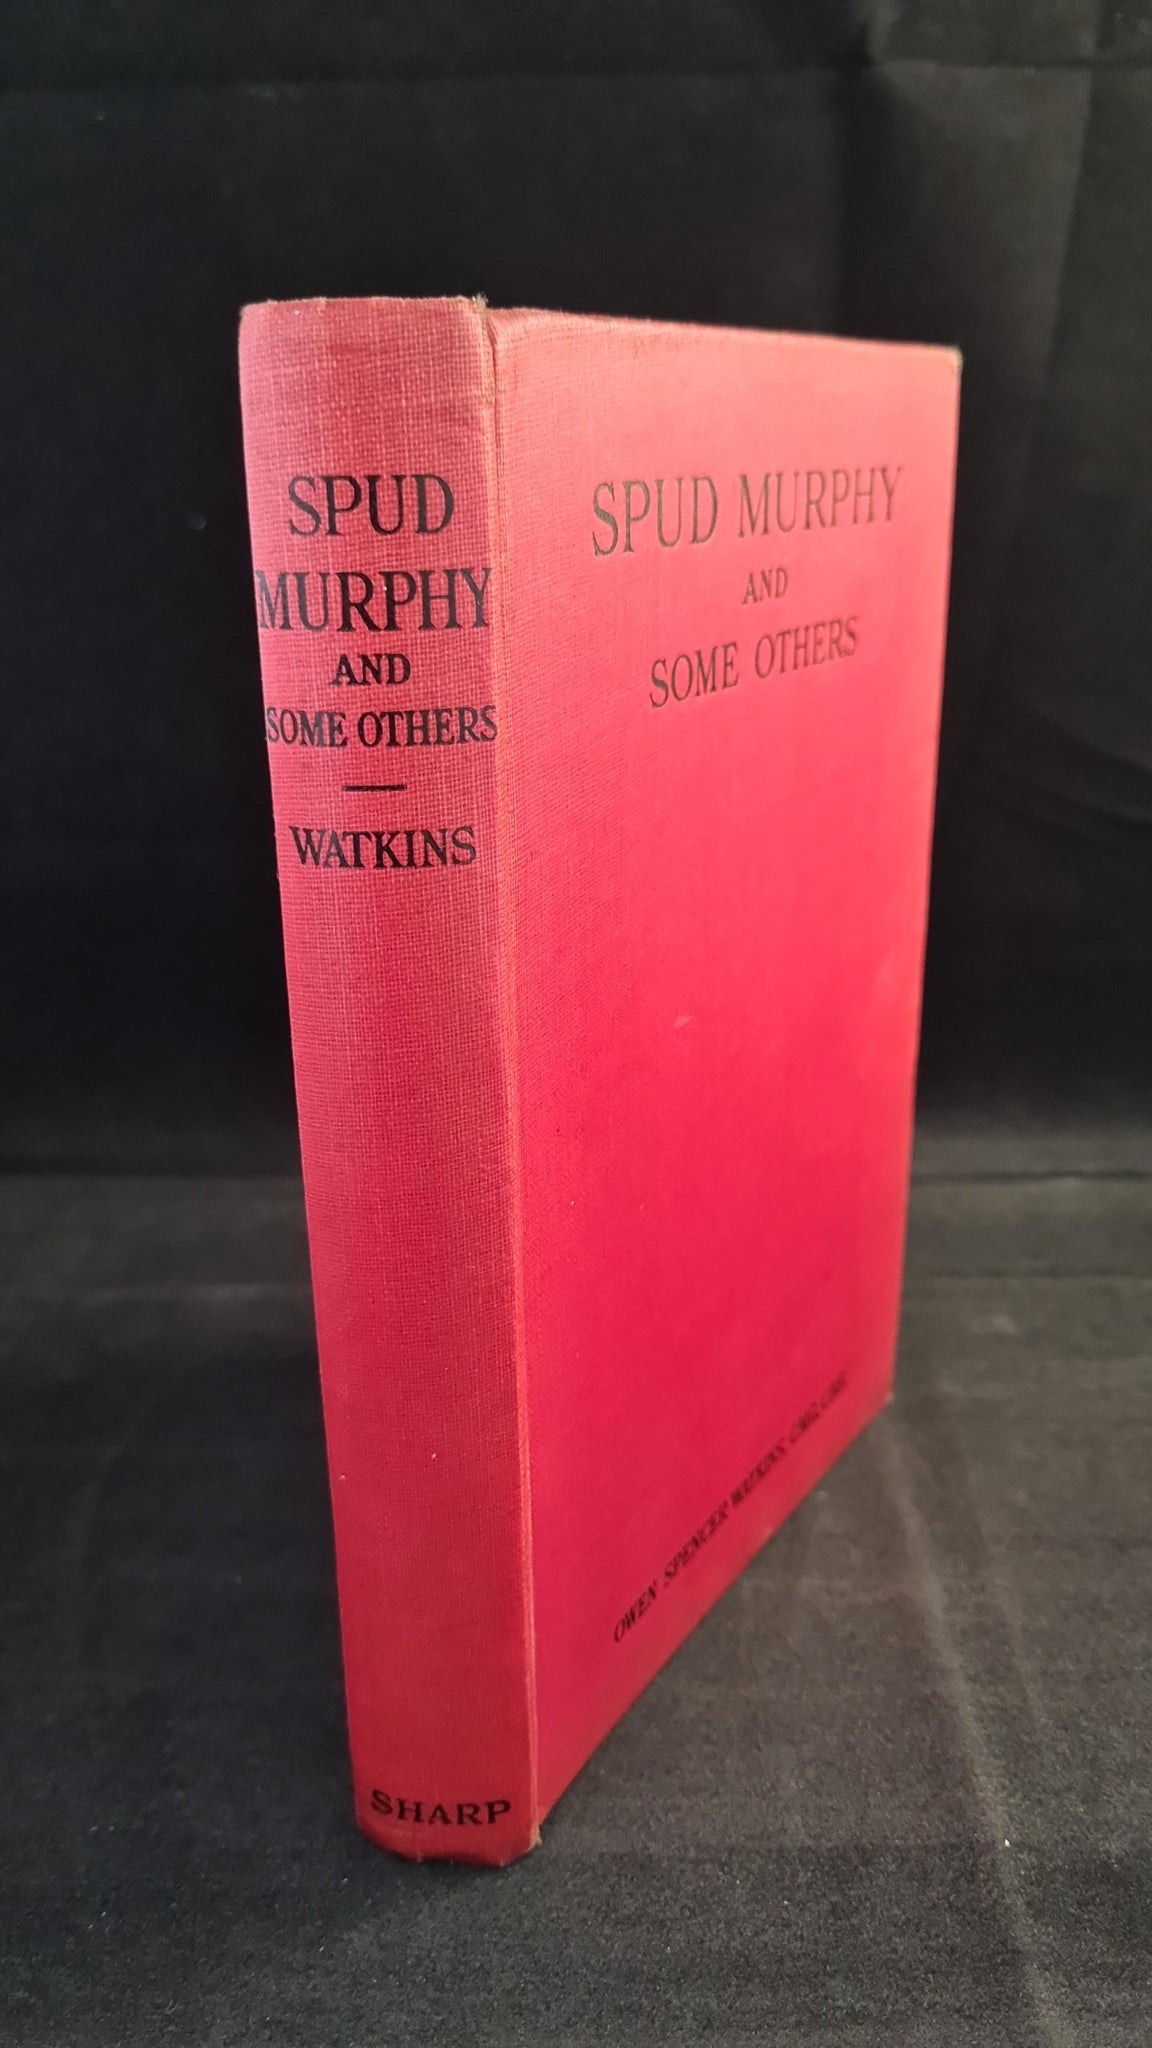 SPUD
MURPHY
AND
SOME OTHERS
WATKINS
SHARP
SPUD MURPHY
AND
SOME OTHERS
OWEN SPENCER WATKINS, C.M.G., C.B.E.